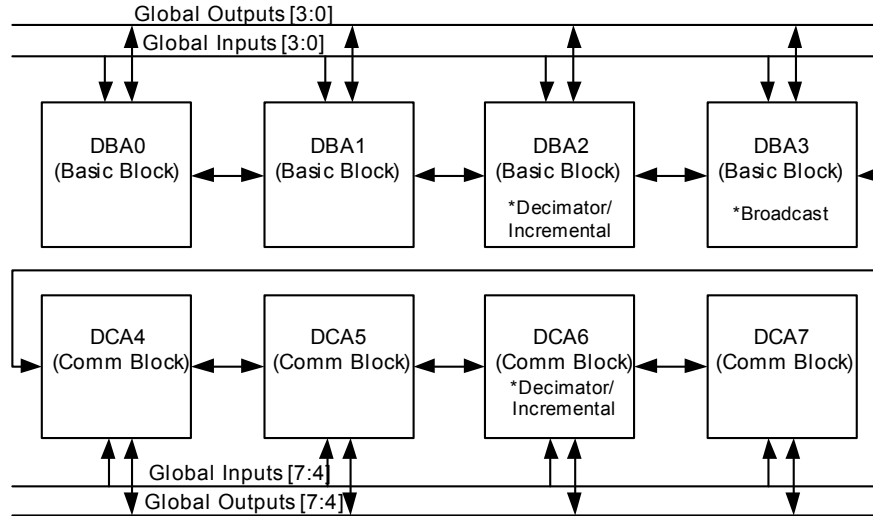 Global Outputs [3:0]
Global Inputs [3:0]
DBA0
(Basic Block)
DBA1
(Basic Block)
DBA2
(Basic Block)
*Decimator/
Incremental
DBA3
(Basic Block)
*Broadcast
DCA4
(Comm Block)
DCA5
(Comm Block)
DCA6
(Comm Block)
*Decimator/
Incremental
DCA7
(Comm Block)
Global Inputs [7:4]
Global Outputs [7:4]